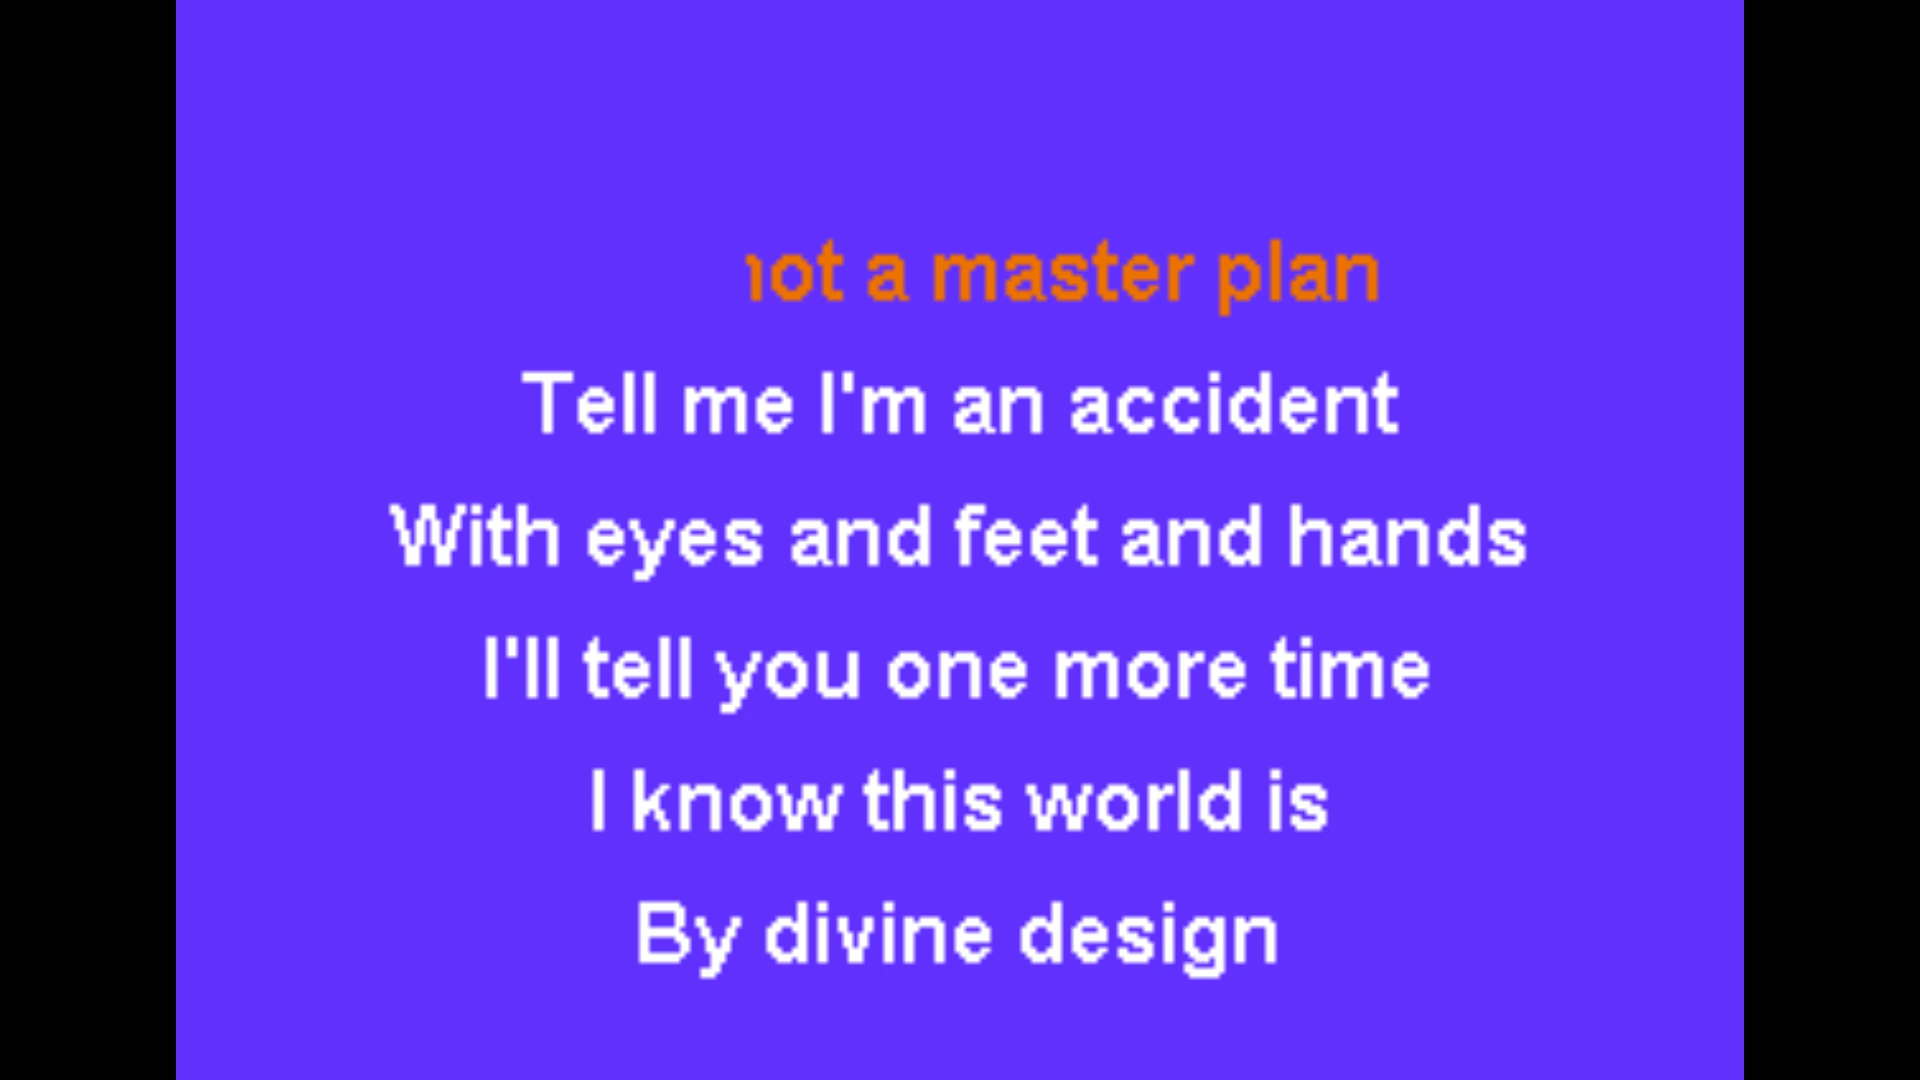 not a master plan
Tell me I'm an accident
With eyes and feet and hands
I'll tell you one more time
I know this world is
By divine design